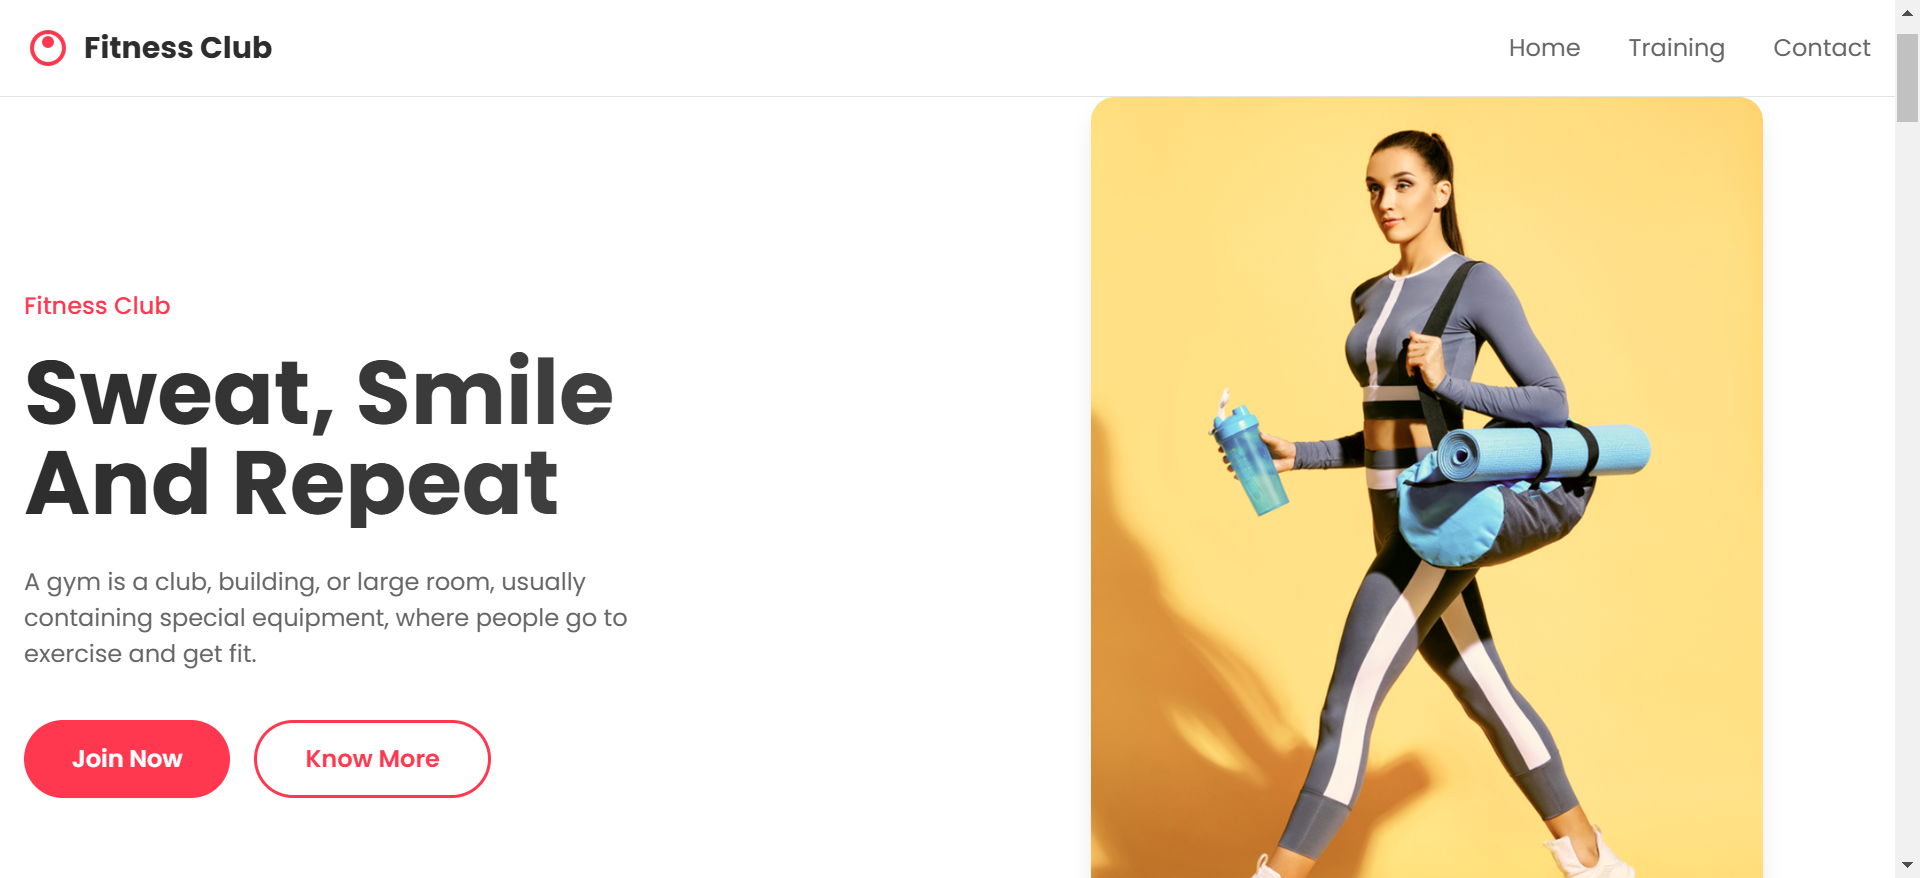 Fitness Club
Home
Training
Contact
Fitness Club
Sweat, Smile
And Repeat
A gym is a club, building, or large room, usually
containing special equipment, where people go to
exercise and get fit.
Join Now
Know More